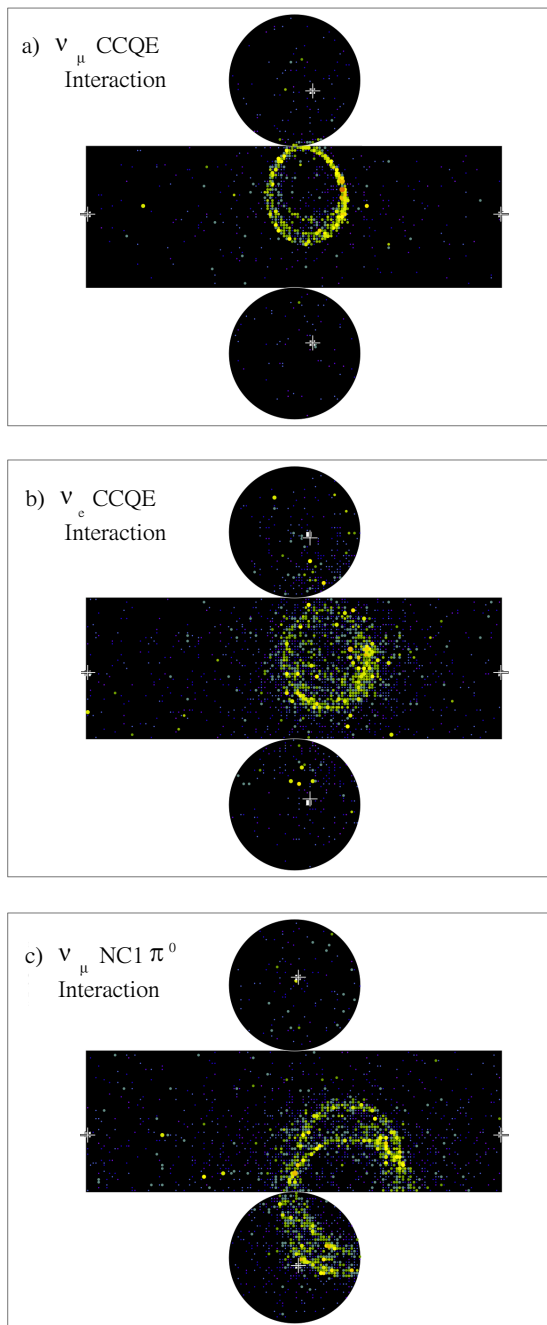 a) ν μ CCQE
Interaction
b) ν e CCQE
Interaction
c) ν μ NC1 π 0
Interaction